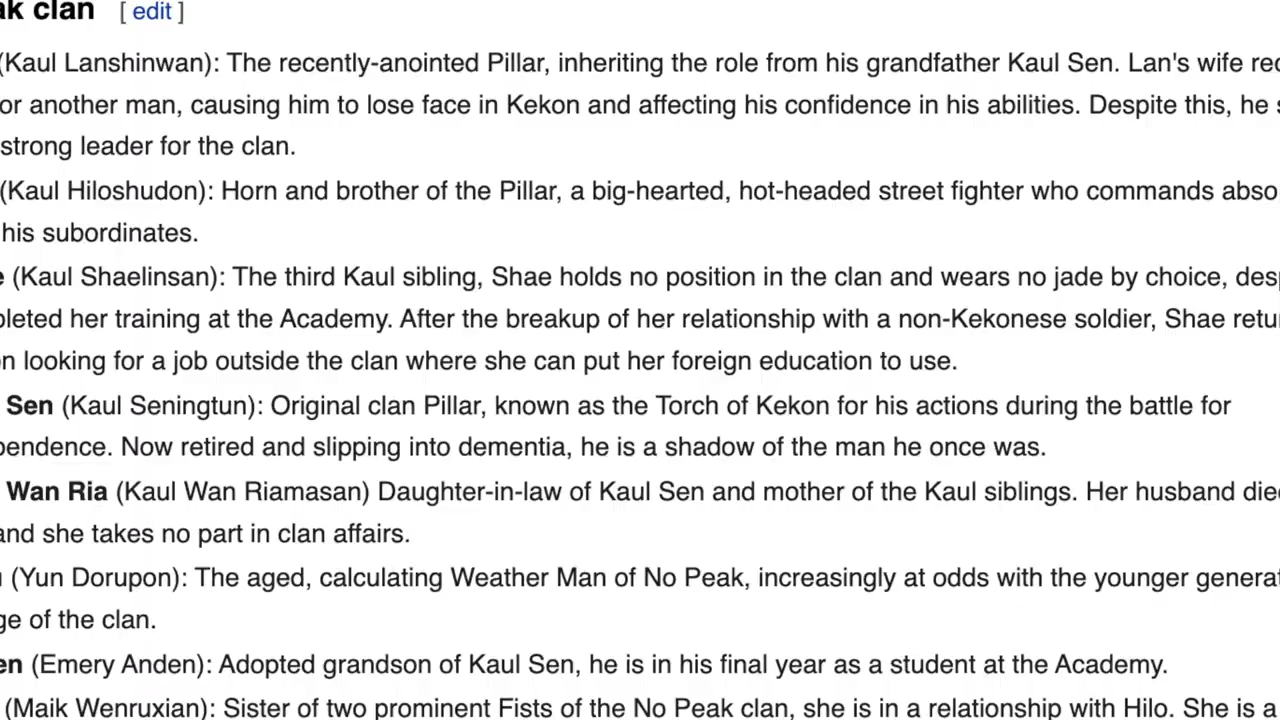 ak clan [ edit ]
(Kaul Lanshinwan): The recently-anointed Pillar, inheriting the role from his grandfather Kaul Sen. Lan's wife rec
or another man, causing him to lose face in Kekon and affecting his confidence in his abilities. Despite this, he s
strong leader for the clan.
(Kaul Hiloshudon): Horn and brother of the Pillar, a big-hearted, hot-headed street fighter who commands abso
his subordinates.
e (Kaul Shaelinsan): The third Kaul sibling, Shae holds no position in the clan and wears no jade by choice, desp
pleted her training at the Academy. After the breakup of her relationship with a non-Kekonese soldier, Shae retu
n looking for a job outside the clan where she can put her foreign education to use.
Sen (Kaul Seningtun): Original clan Pillar, known as the Torch of Kekon for his actions during the battle for
pendence. Now retired and slipping into dementia, he is a shadow of the man he once was.
Wan Ria (Kaul Wan Riamasan) Daughter-in-law of Kaul Sen and mother of the Kaul siblings. Her husband die
and she takes no part in clan affairs.
(Yun Dorupon): The aged, calculating Weather Man of No Peak, increasingly at odds with the younger generat
ge of the clan.
en (Emery Anden): Adopted grandson of Kaul Sen, he is in his final year as a student at the Academy.
(Maik Wenruxian): Sister of two prominent Fists of the No Peak clan, she is in a relationship with Hilo. She is a